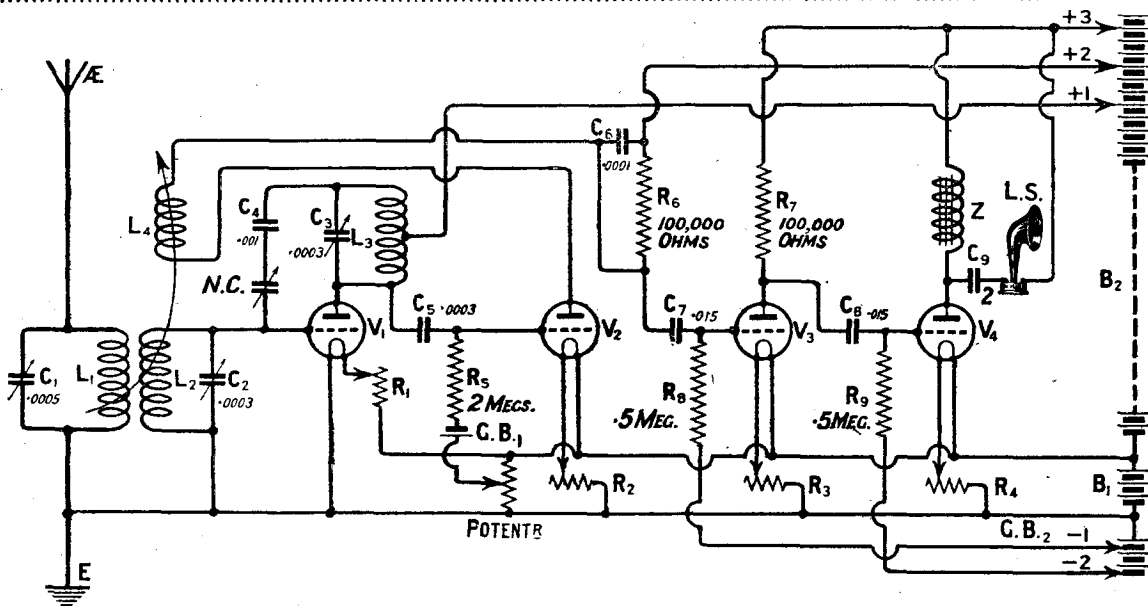 +3
Æ.
+2
+1
C₆
.0001
C₄
.001
C₃
.0003
L₃
L₄
R₆
100,000
OHMS
R₇
100,000
OHMS
Z
L.S.
C₉
2
B₂
N.C.
V₁
C₅ .0003
V₂
C₇ .015
V₃
C₈ .015
V₄
C₁
.0005
L₁
L₂
C₂
.0003
R₁
R₅
2 MEGS.
G.B.₁
R₈
.5 MEG.
R₉
.5 MEG.
R₂
R₃
R₄
B₁
POTENTR
G.B.₂
-1
-2
E